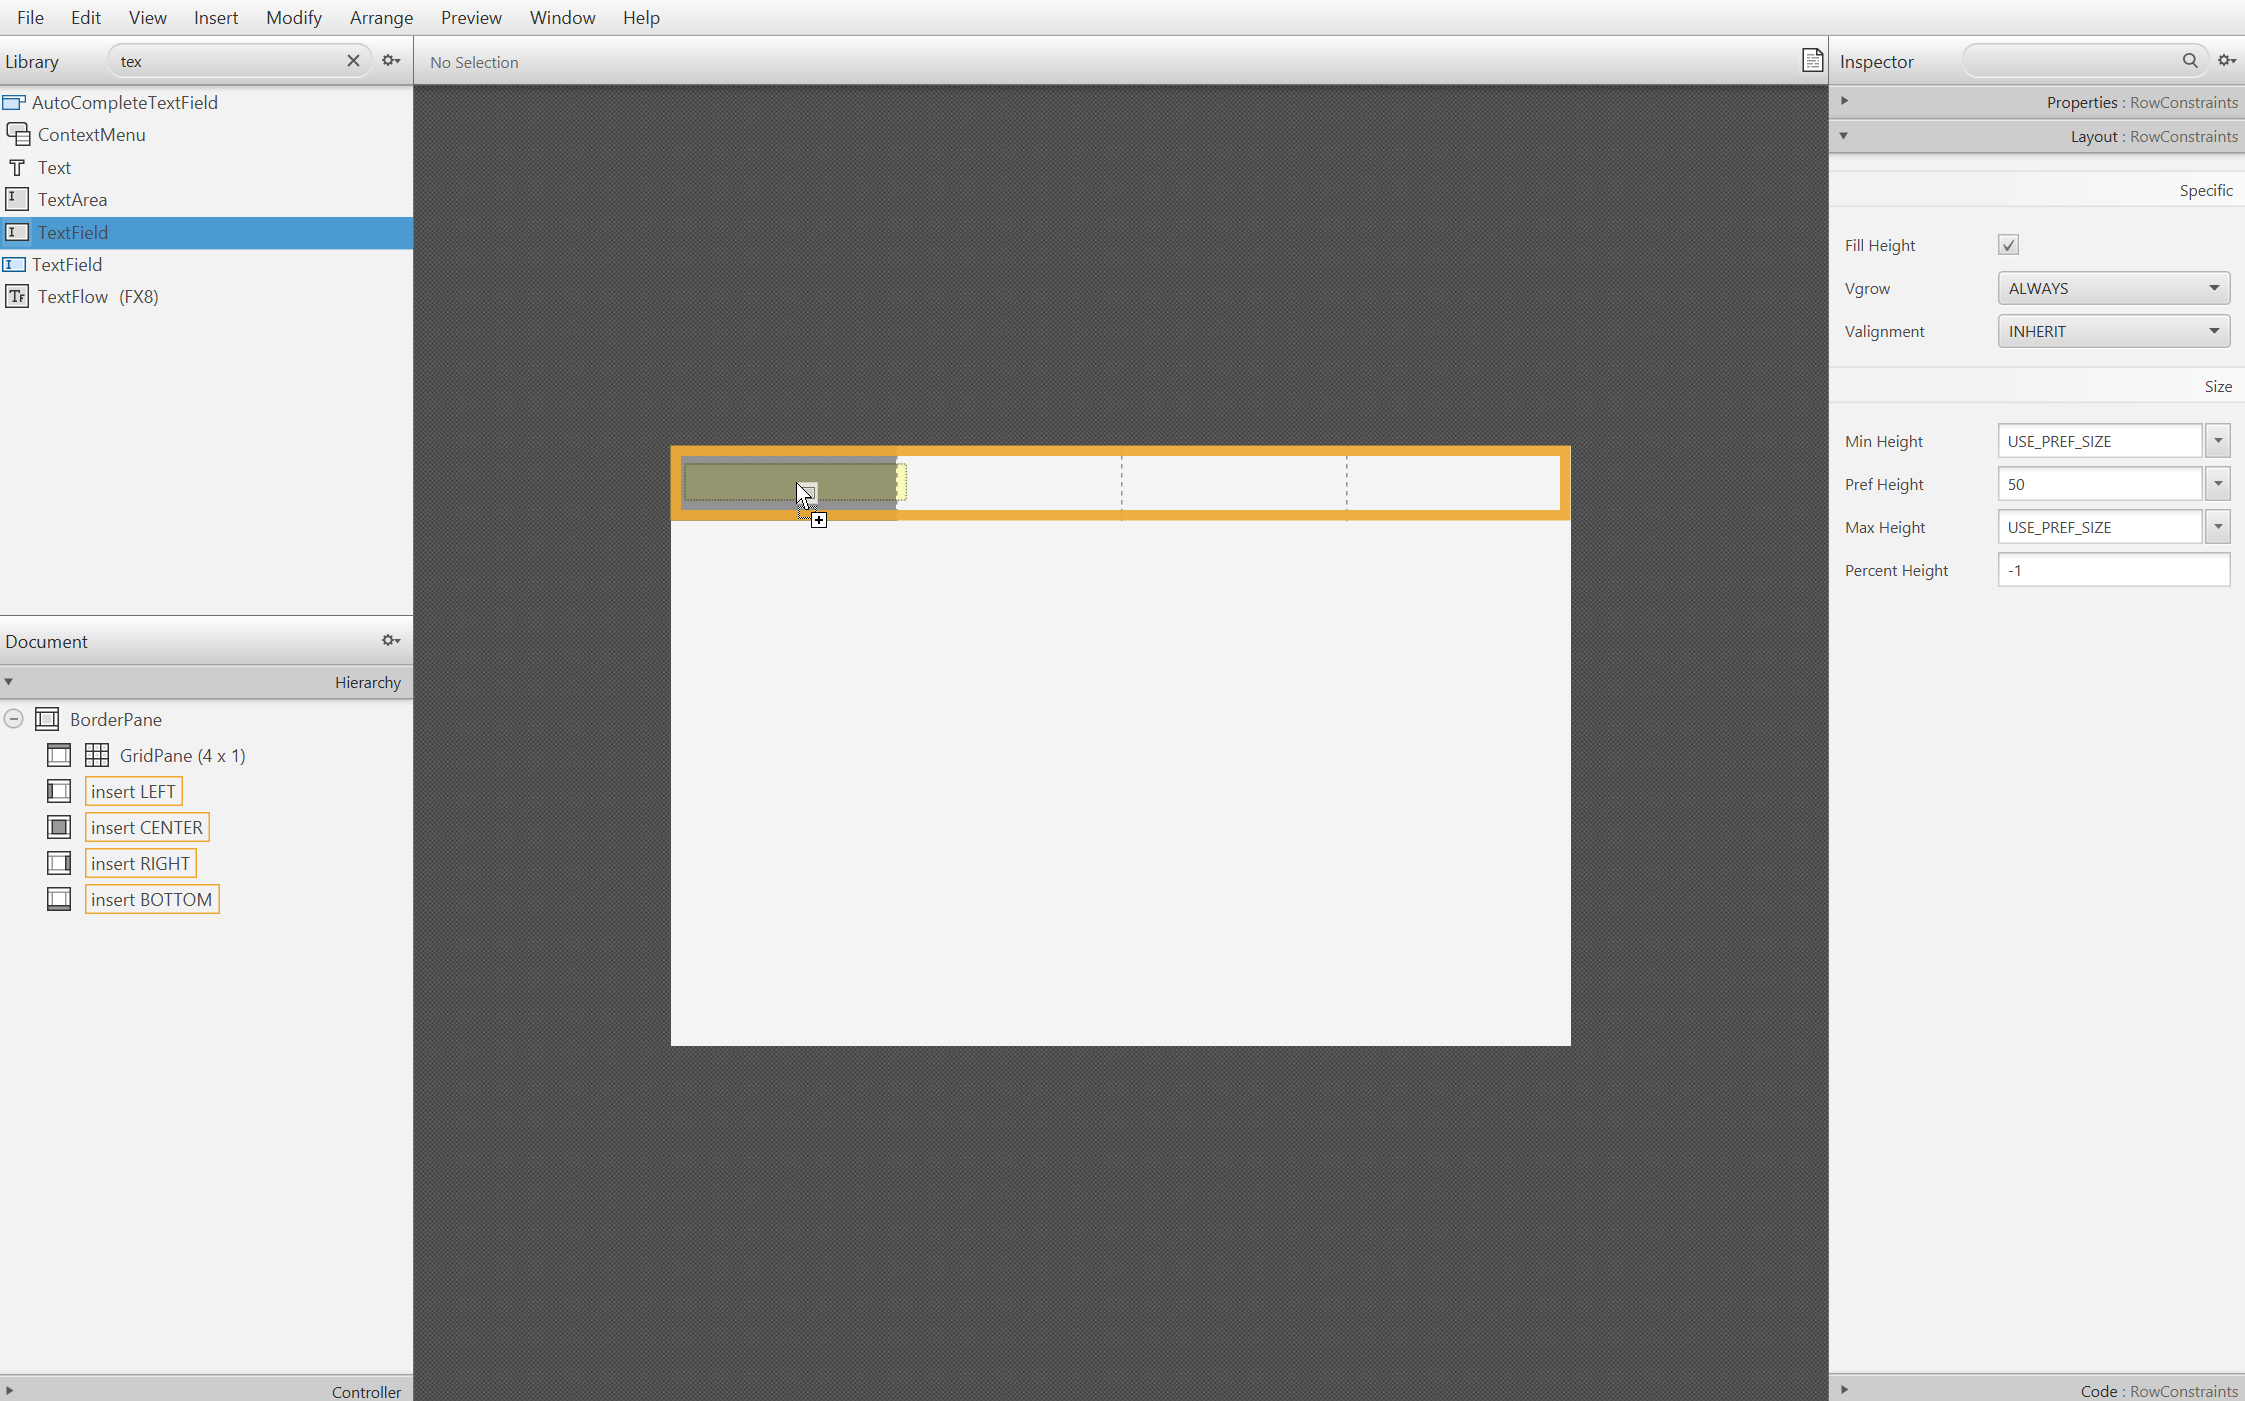 File Edit View Insert Modify Arrange Preview Window Help
Library tex
No Selection
Inspector
AutoCompleteTextField
ContextMenu
Text
TextArea
TextField
TextField
TextFlow (FX8)
Document
Hierarchy
BorderPane
GridPane (4 x 1)
insert LEFT
insert CENTER
insert RIGHT
insert BOTTOM
Controller
Properties : RowConstraints
Layout : RowConstraints
Specific
Fill Height
Vgrow ALWAYS
Valignment INHERIT
Size
Min Height USE_PREF_SIZE
Pref Height 50
Max Height USE_PREF_SIZE
Percent Height -1
Code : RowConstraints